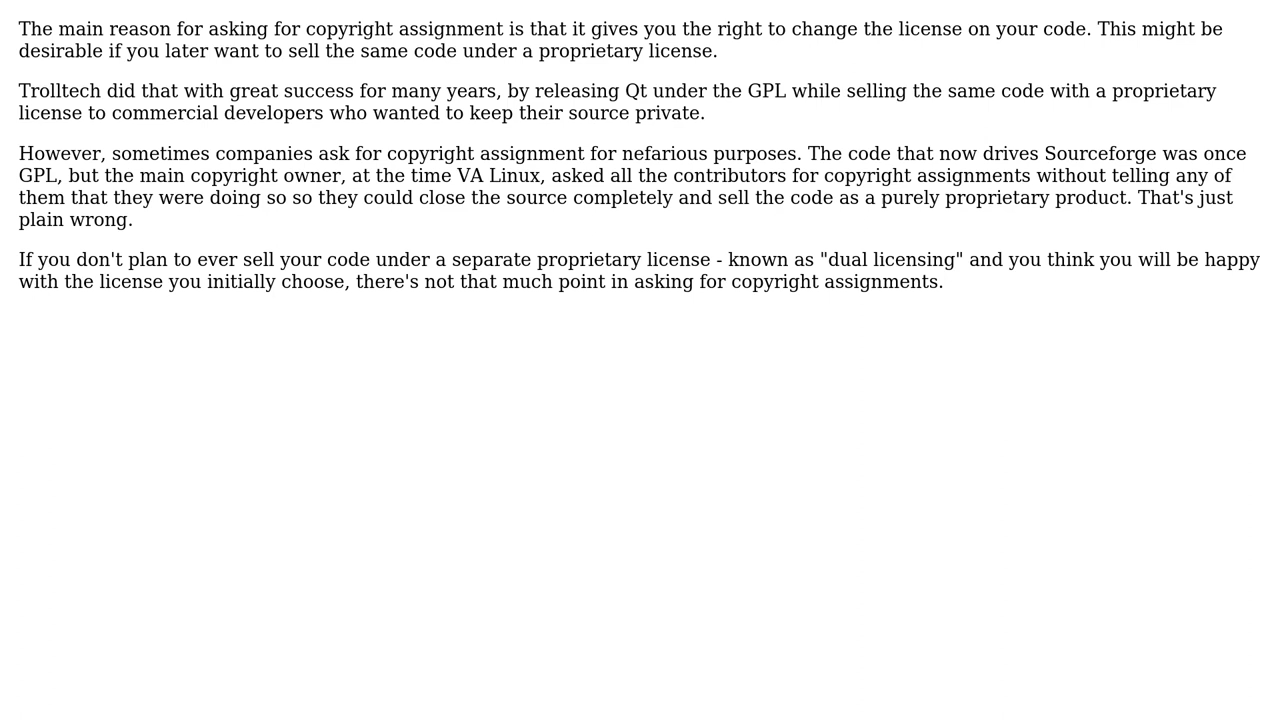 The main reason for asking for copyright assignment is that it gives you the right to change the license on your code. This might be
desirable if you later want to sell the same code under a proprietary license.
Trolltech did that with great success for many years, by releasing Qt under the GPL while selling the same code with a proprietary
license to commercial developers who wanted to keep their source private.
However, sometimes companies ask for copyright assignment for nefarious purposes. The code that now drives Sourceforge was once
GPL, but the main copyright owner, at the time VA Linux, asked all the contributors for copyright assignments without telling any of
them that they were doing so so they could close the source completely and sell the code as a purely proprietary product. That's just
plain wrong.
If you don't plan to ever sell your code under a separate proprietary license - known as "dual licensing" and you think you will be happy
with the license you initially choose, there's not that much point in asking for copyright assignments.